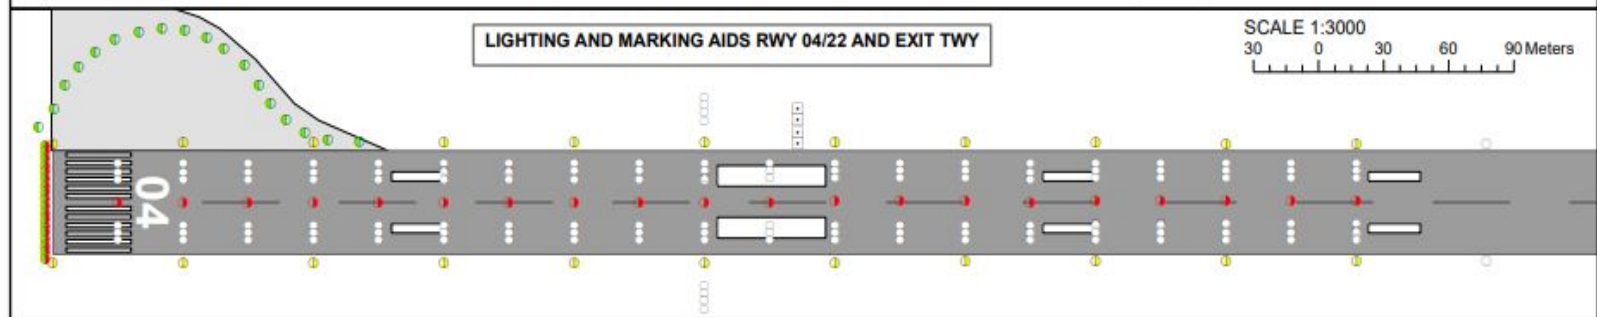 LIGHTING AND MARKING AIDS RWY 04/22 AND EXIT TWY
SCALE 1:3000
30 0 30 60 90 Meters
04